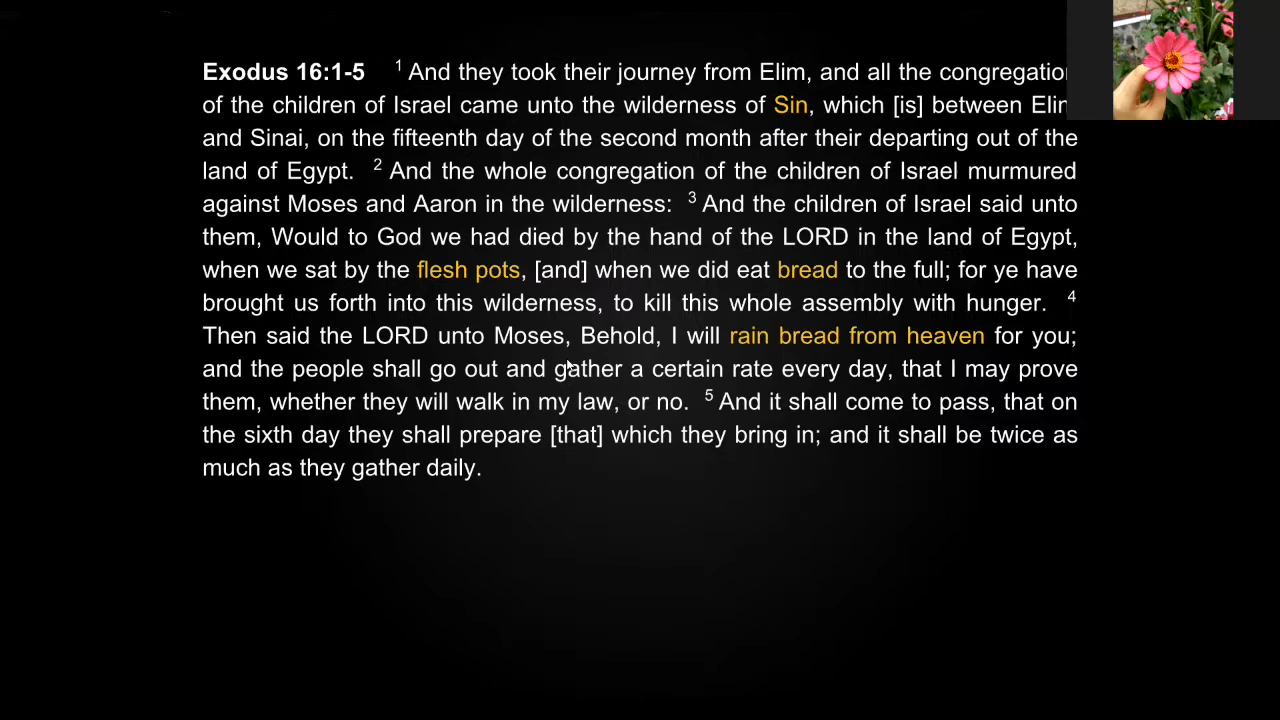 Exodus 16:1-5 1 And they took their journey from Elim, and all the congregation
of the children of Israel came unto the wilderness of Sin, which [is] between Elim
and Sinai, on the fifteenth day of the second month after their departing out of the
land of Egypt. 2 And the whole congregation of the children of Israel murmured
against Moses and Aaron in the wilderness: 3 And the children of Israel said unto
them, Would to God we had died by the hand of the LORD in the land of Egypt,
when we sat by the flesh pots, [and] when we did eat bread to the full; for ye have
brought us forth into this wilderness, to kill this whole assembly with hunger. 4
Then said the LORD unto Moses, Behold, I will rain bread from heaven for you;
and the people shall go out and gather a certain rate every day, that I may prove
them, whether they will walk in my law, or no. 5 And it shall come to pass, that on
the sixth day they shall prepare [that] which they bring in; and it shall be twice as
much as they gather daily.